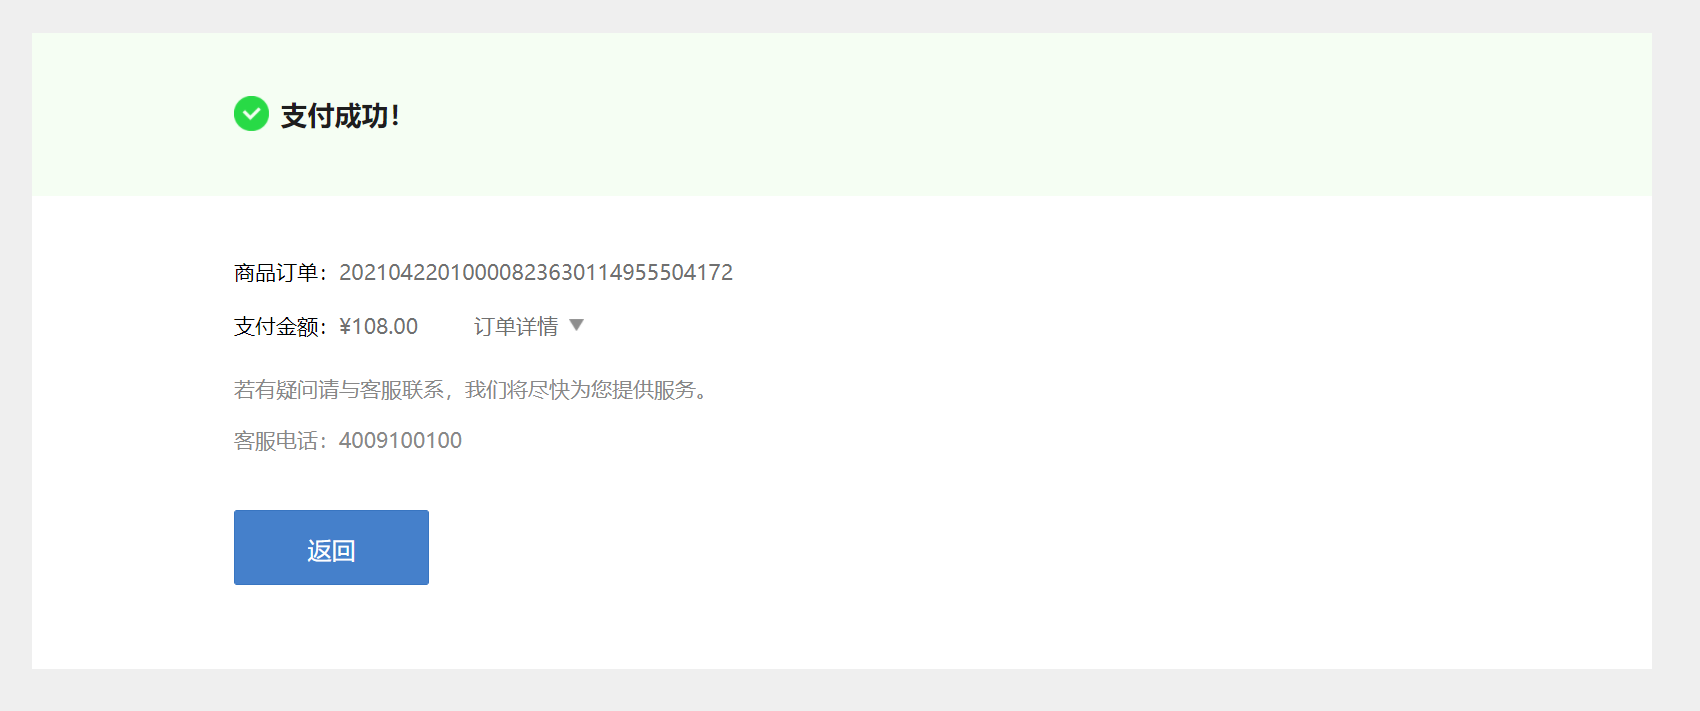 支付成功！
商品订单：20210422010000823630114955504172
支付金额：¥108.00 订单详情 ▼
若有疑问请与客服联系，我们将尽快为您提供服务。
客服电话：4009100100
返回